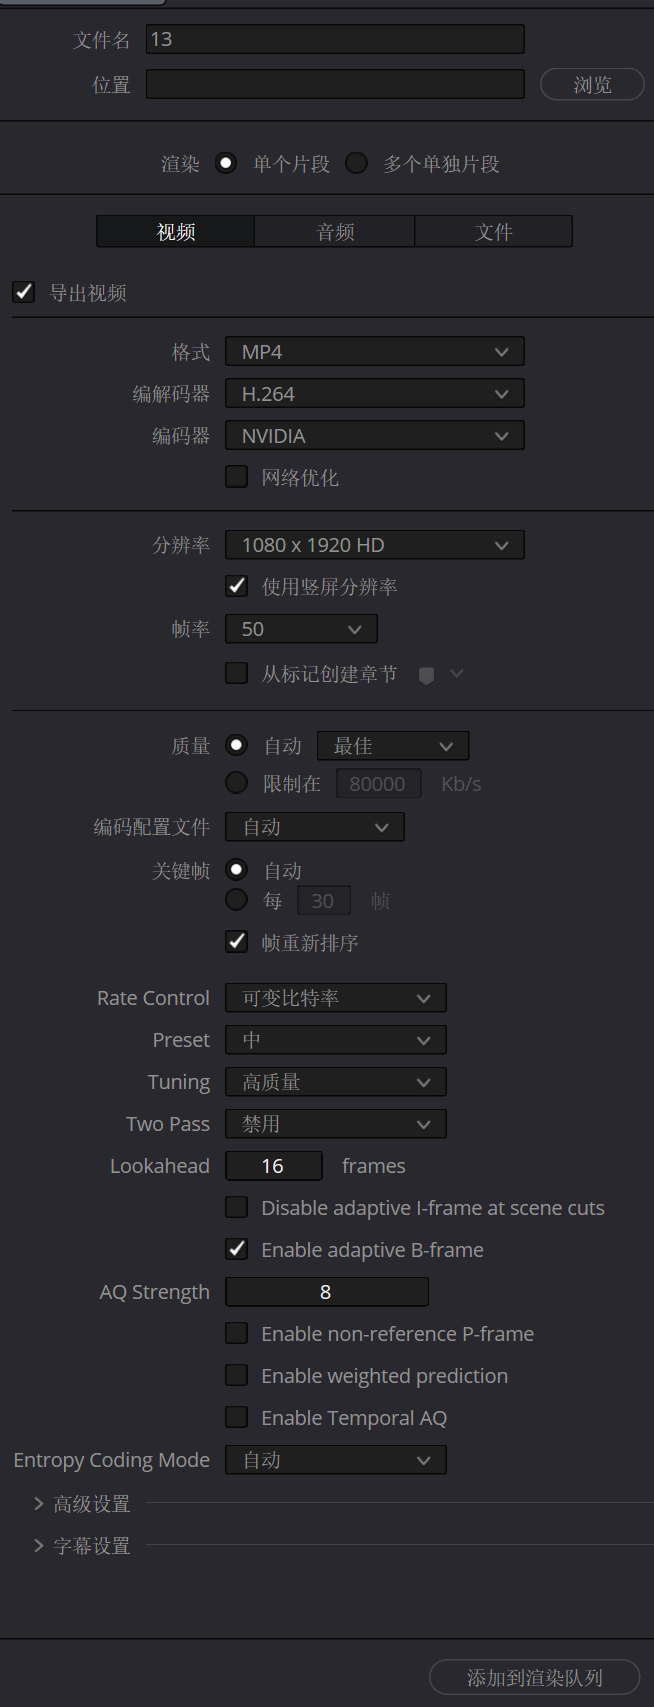 文件名 13
位置 浏览
渲染 单个片段 多个单独片段
视频 音频 文件
导出视频
格式 MP4
编解码器 H.264
编码器 NVIDIA
网络优化
分辨率 1080 x 1920 HD
使用竖屏分辨率
帧率 50
从标记创建章节
质量 自动 最佳
限制在 80000 Kb/s
编码配置文件 自动
关键帧 自动
每 30 帧
帧重新排序
Rate Control 可变比特率
Preset 中
Tuning 高质量
Two Pass 禁用
Lookahead 16 frames
Disable adaptive I-frame at scene cuts
Enable adaptive B-frame
AQ Strength 8
Enable non-reference P-frame
Enable weighted prediction
Enable Temporal AQ
Entropy Coding Mode 自动
高级设置
字幕设置
添加到渲染队列